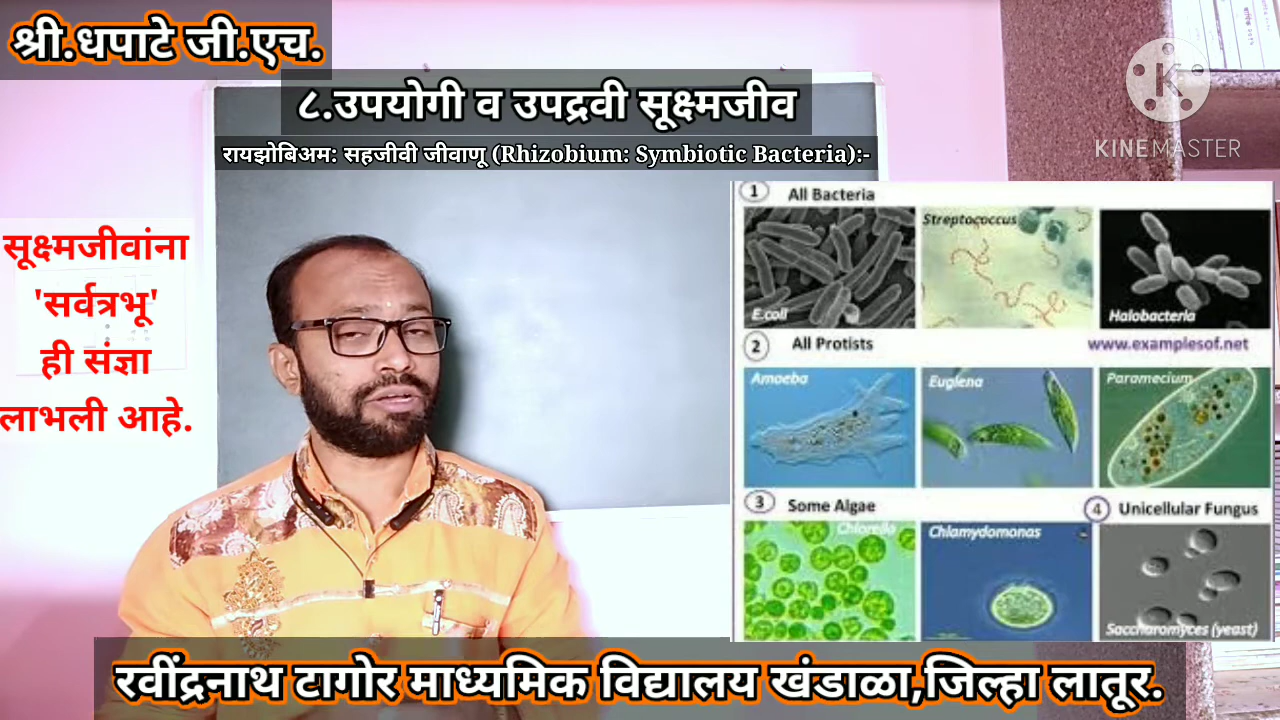 श्री.धपाटे जी.एच.
८.उपयोगी व उपद्रवी सूक्ष्मजीव
रायझोबिअम: सहजीवी जीवाणू (Rhizobium: Symbiotic Bacteria):-
K
KINEMASTER
सूक्ष्मजीवांना
'सर्वत्रभू'
ही संज्ञा
लाभली आहे.
1 All Bacteria
E.coli
Streptococcus
Halobacteria
2 All Protists
www.examplesof.net
Amoeba
Euglena
Paramecium
3 Some Algae
4 Unicellular Fungus
Chlorella
Chlamydomonas
Saccharomyces (yeast)
रवींद्रनाथ टागोर माध्यमिक विद्यालय खंडाळा,जिल्हा लातूर.